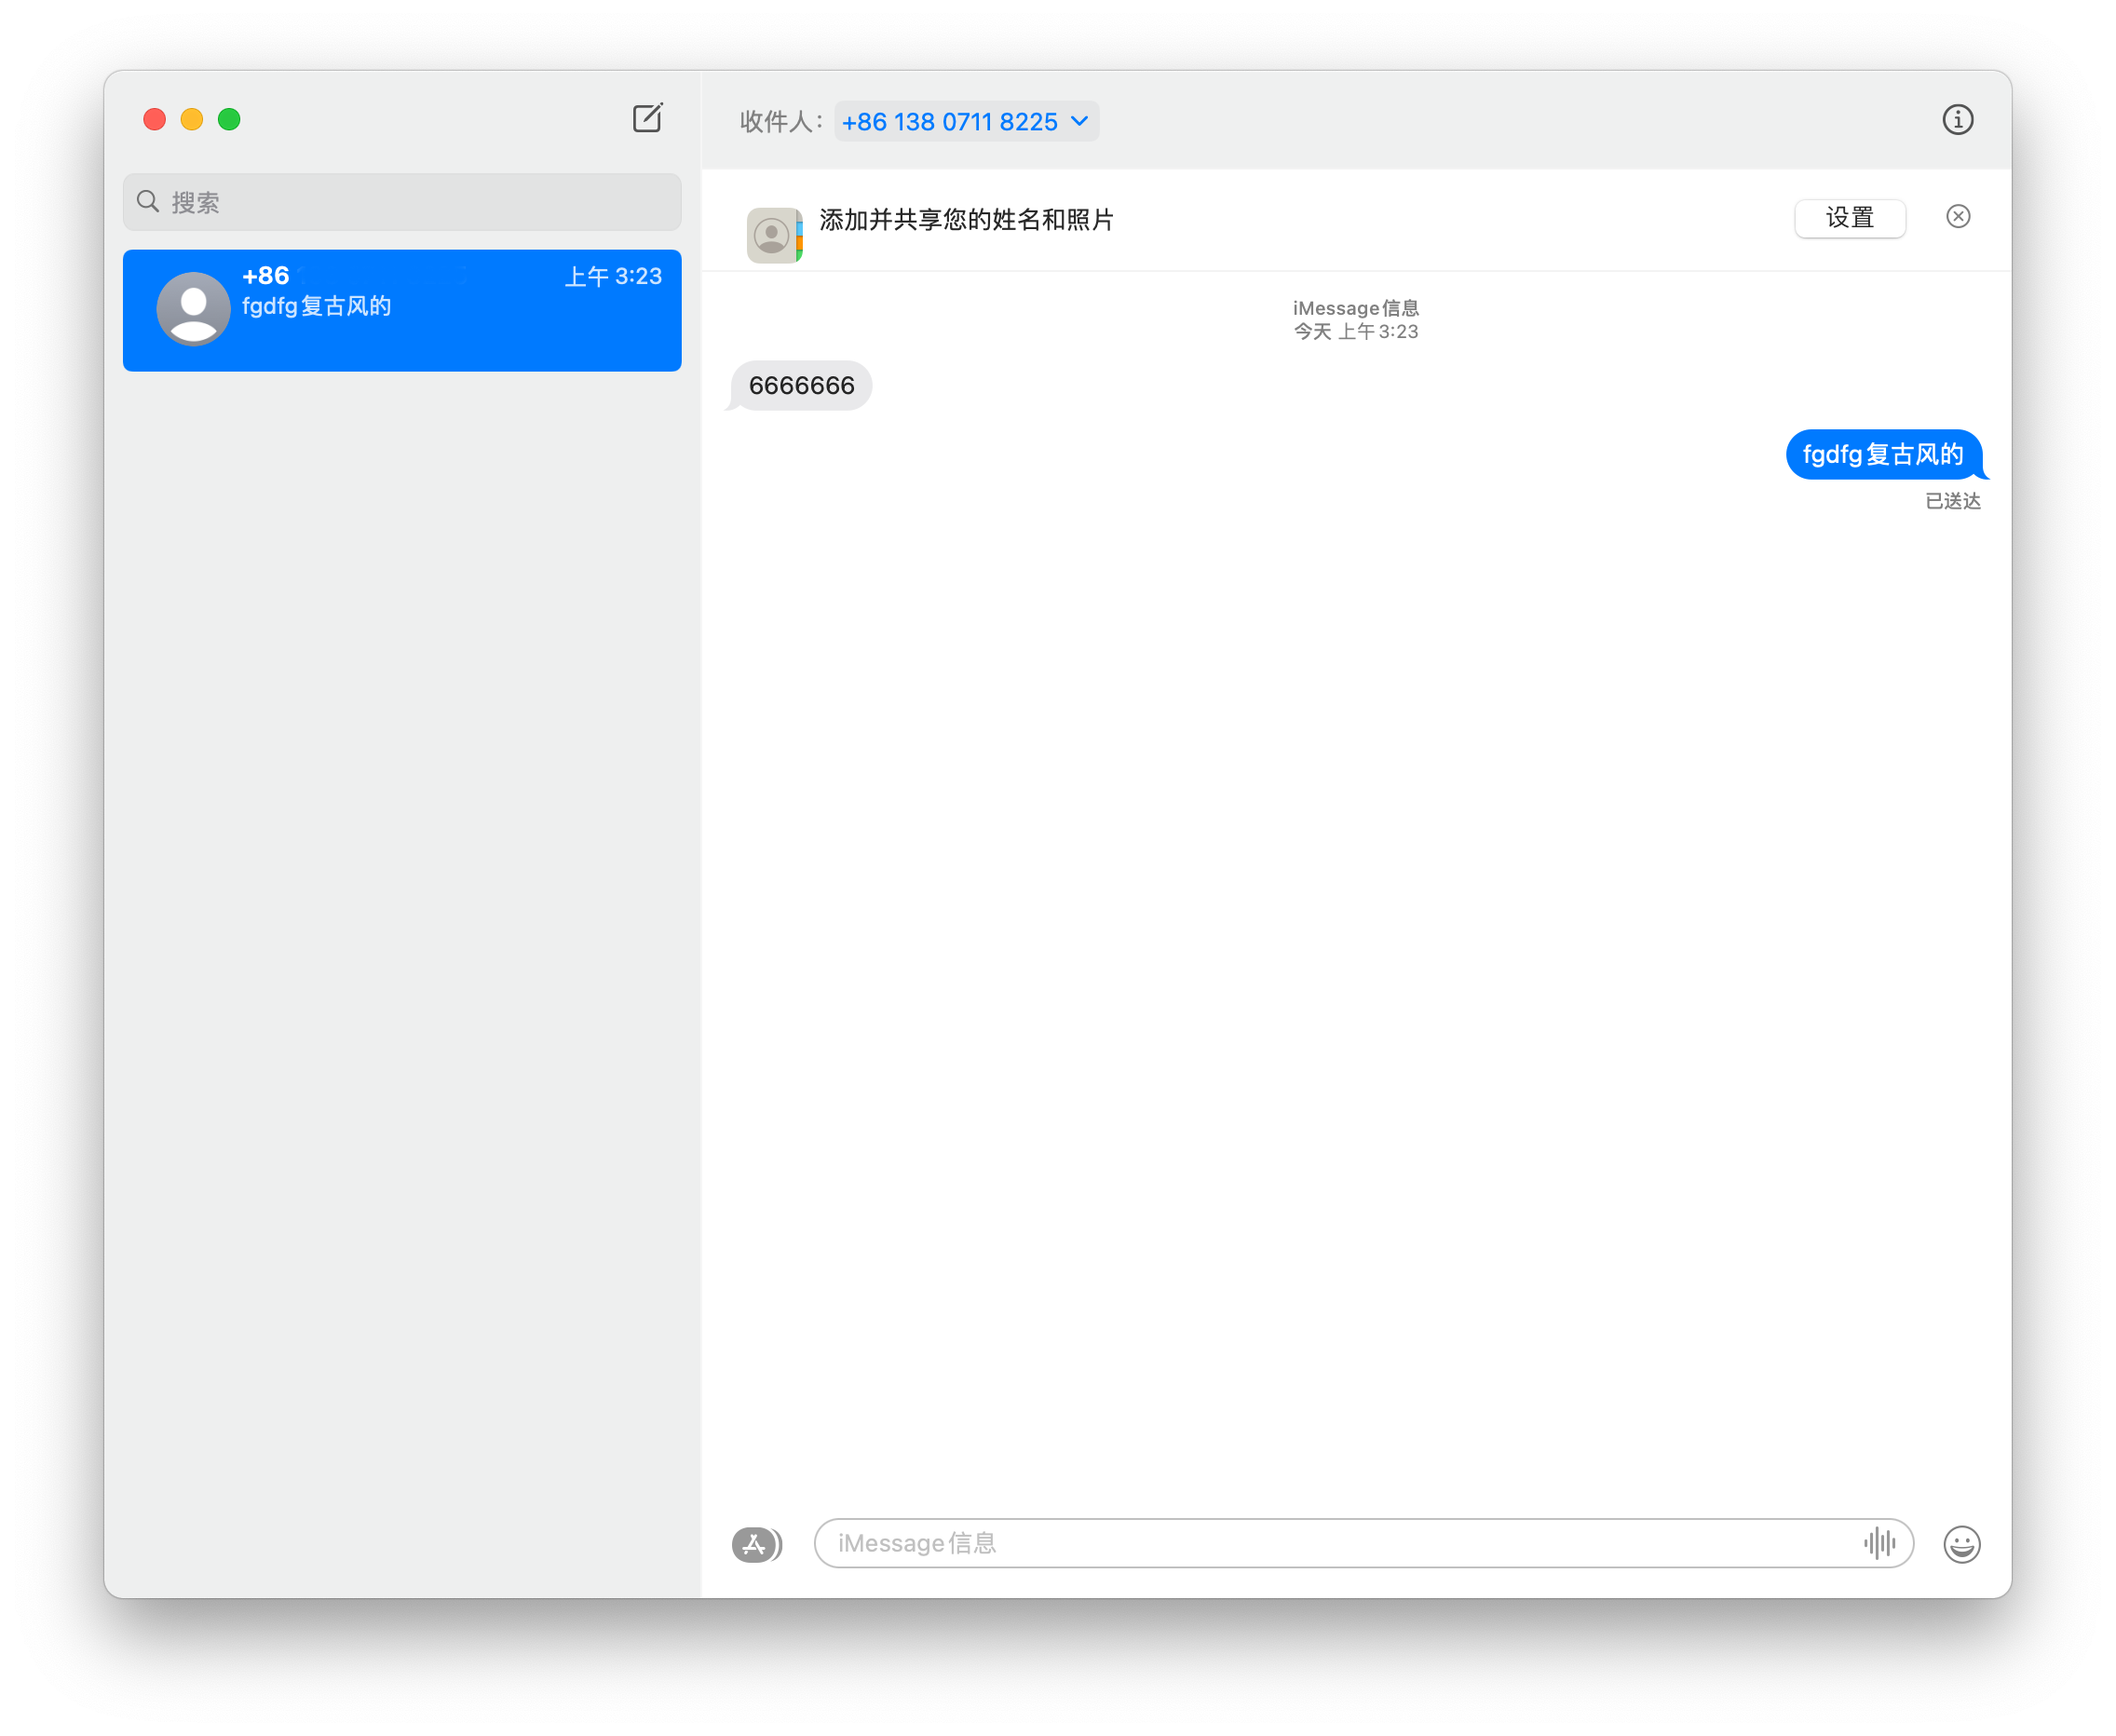 搜索
+86
上午 3:23
fgdfg复古风的
收件人：+86 138 0711 8225
添加并共享您的姓名和照片
设置
iMessage信息
今天 上午 3:23
6666666
fgdfg复古风的
已送达
iMessage信息